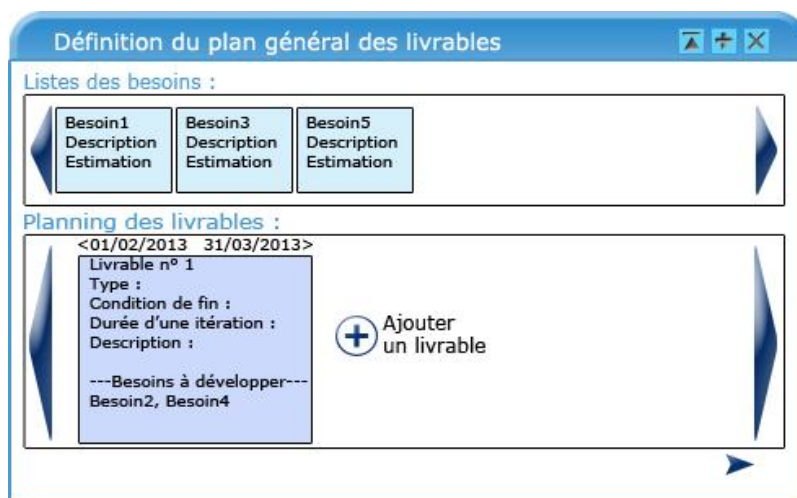 Définition du plan général des livrables
Listes des besoins :
Besoin1
Description
Estimation
Besoin3
Description
Estimation
Besoin5
Description
Estimation
Planning des livrables :
<01/02/2013 31/03/2013>
Livrable n° 1
Type :
Condition de fin :
Durée d'une itération :
Description :
---Besoins à développer---
Besoin2, Besoin4
Ajouter
un livrable